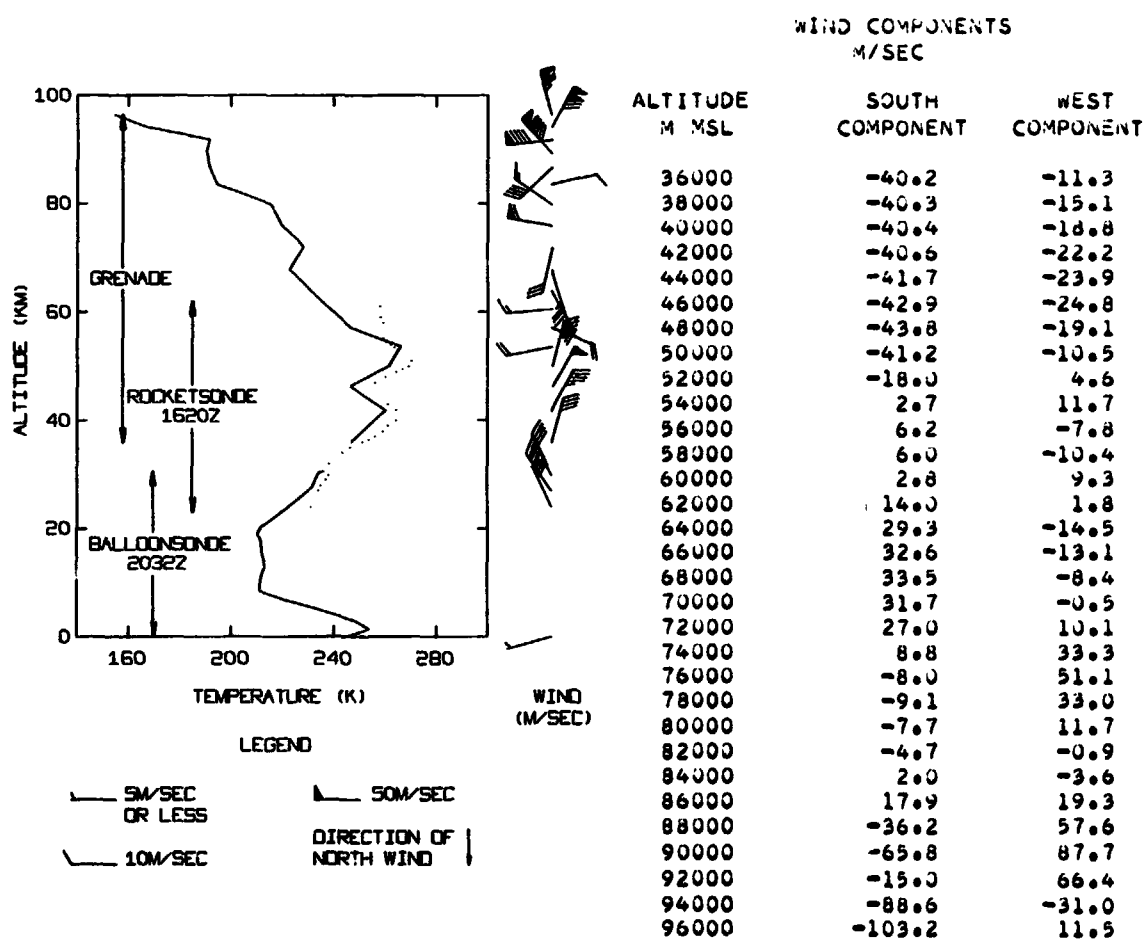 100
80
60
40
20
0
ALTITUDE (KM)
GRENADE
ROCKETSONDE
1620Z
BALLOONSONDE
2032Z
160 200 240 280
TEMPERATURE (K)
WIND
(M/SEC)
LEGEND
5M/SEC
OR LESS
50M/SEC
10M/SEC
DIRECTION OF
NORTH WIND
WIND COMPONENTS
M/SEC
ALTITUDE SOUTH WEST
M MSL COMPONENT COMPONENT
36000 -40.2 -11.3
38000 -40.3 -15.1
40000 -40.4 -18.8
42000 -40.6 -22.2
44000 -41.7 -23.9
46000 -42.9 -24.8
48000 -43.8 -19.1
50000 -41.2 -10.5
52000 -18.0 4.6
54000 2.7 11.7
56000 6.2 -7.8
58000 6.0 -10.4
60000 2.8 9.3
62000 14.0 1.8
64000 29.3 -14.5
66000 32.6 -13.1
68000 33.5 -8.4
70000 31.7 -0.5
72000 27.0 10.1
74000 8.8 33.3
76000 -8.0 51.1
78000 -9.1 33.0
80000 -7.7 11.7
82000 -4.7 -0.9
84000 2.0 -3.6
86000 17.9 19.3
88000 -36.2 57.6
90000 -65.8 87.7
92000 -15.0 66.4
94000 -88.6 -31.0
96000 -103.2 11.5